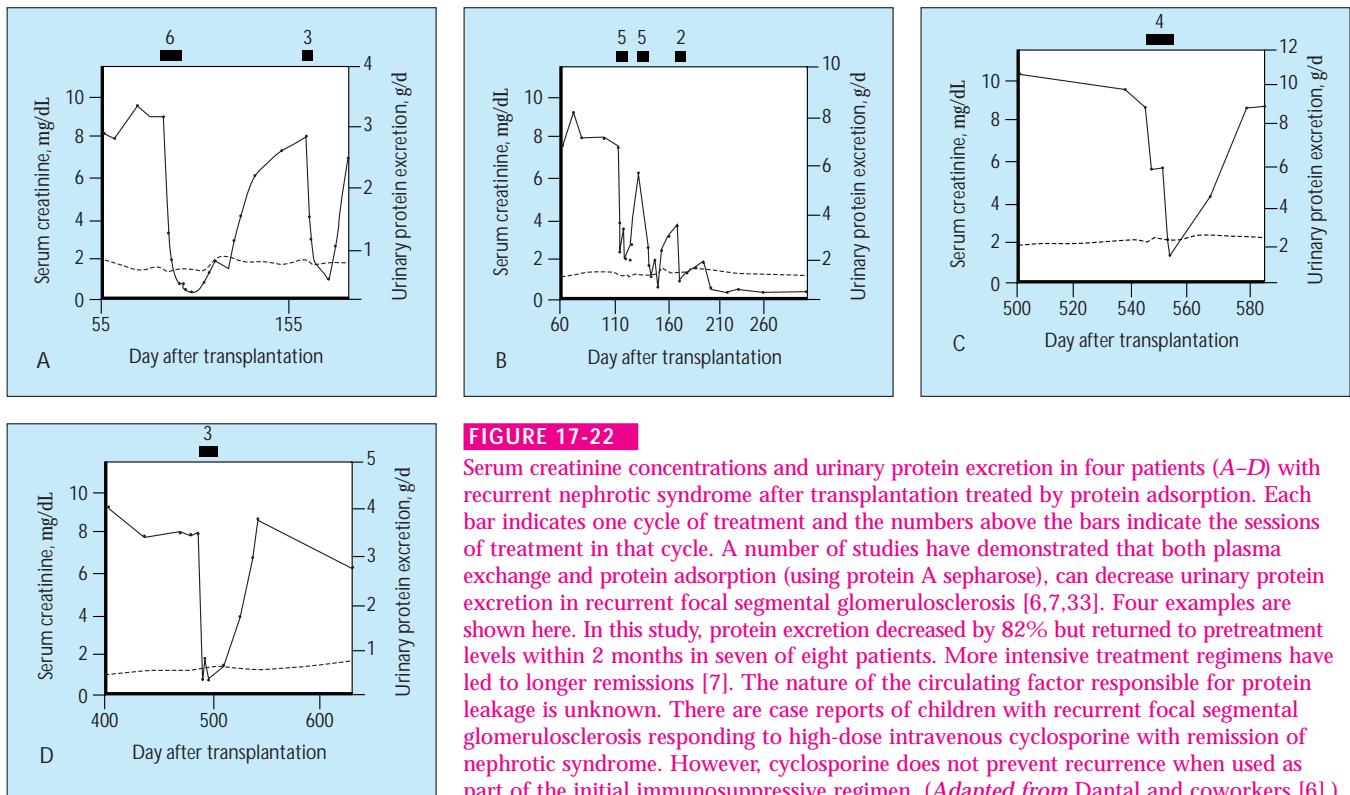 6 3
4
3
2
1
10
8
6
4
2
0
55 155
Serum creatinine, mg/dL
Urinary protein excretion, g/d
Day after transplantation
A
5 5 2
10
8
6
4
2
10
8
6
4
2
0
60 110 160 210 260
Serum creatinine, mg/dL
Urinary protein excretion, g/d
Day after transplantation
B
4
12
10
8
6
4
2
10
8
6
4
2
0
500 520 540 560 580
Serum creatinine, mg/dL
Urinary protein excretion, g/d
Day after transplantation
C
3
5
4
3
2
1
10
8
6
4
2
0
400 500 600
Serum creatinine, mg/dL
Urinary protein excretion, g/d
Day after transplantation
D
FIGURE 17-22
Serum creatinine concentrations and urinary protein excretion in four patients (A–D) with
recurrent nephrotic syndrome after transplantation treated by protein adsorption. Each
bar indicates one cycle of treatment and the numbers above the bars indicate the sessions
of treatment in that cycle. A number of studies have demonstrated that both plasma
exchange and protein adsorption (using protein A sepharose), can decrease urinary protein
excretion in recurrent focal segmental glomerulosclerosis [6,7,33]. Four examples are
shown here. In this study, protein excretion decreased by 82% but returned to pretreatment
levels within 2 months in seven of eight patients. More intensive treatment regimens have
led to longer remissions [7]. The nature of the circulating factor responsible for protein
leakage is unknown. There are case reports of children with recurrent focal segmental
glomerulosclerosis responding to high-dose intravenous cyclosporine with remission of
nephrotic syndrome. However, cyclosporine does not prevent recurrence when used as
part of the initial immunosuppressive regimen. (Adapted from Dantal and coworkers [6].)